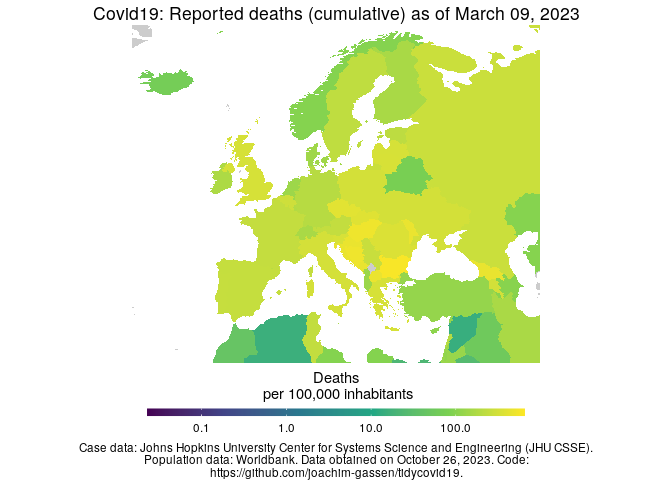 Covid19: Reported deaths (cumulative) as of March 09, 2023
Deaths
per 100,000 inhabitants
0.1 1.0 10.0 100.0
Case data: Johns Hopkins University Center for Systems Science and Engineering (JHU CSSE).
Population data: Worldbank. Data obtained on October 26, 2023. Code:
https://github.com/joachim-gassen/tidycovid19.